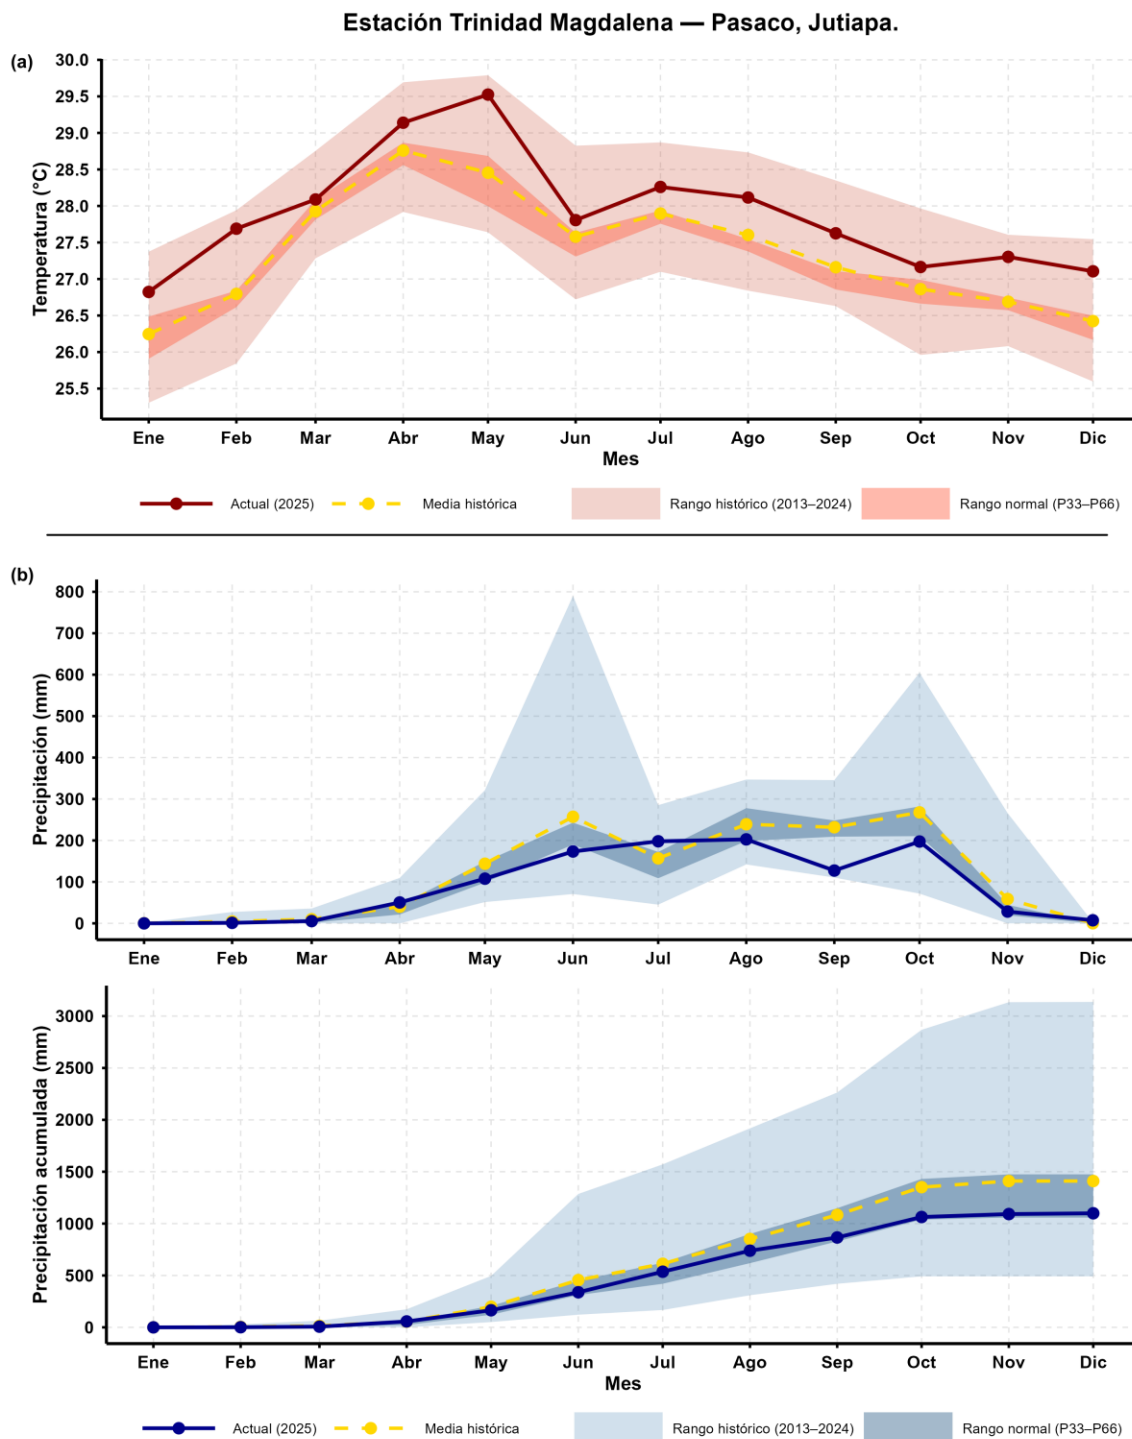 Estación Trinidad Magdalena — Pasaco, Jutiapa.
(a)
Temperatura (°C)
30.0
29.5
29.0
28.5
28.0
27.5
27.0
26.5
26.0
25.5
Ene Feb Mar Abr May Jun Jul Ago Sep Oct Nov Dic
Mes
Actual (2025) Media histórica Rango histórico (2013–2024) Rango normal (P33–P66)
(b)
Precipitación (mm)
800
700
600
500
400
300
200
100
0
Ene Feb Mar Abr May Jun Jul Ago Sep Oct Nov Dic
Precipitación acumulada (mm)
3000
2500
2000
1500
1000
500
0
Ene Feb Mar Abr May Jun Jul Ago Sep Oct Nov Dic
Mes
Actual (2025) Media histórica Rango histórico (2013–2024) Rango normal (P33–P66)